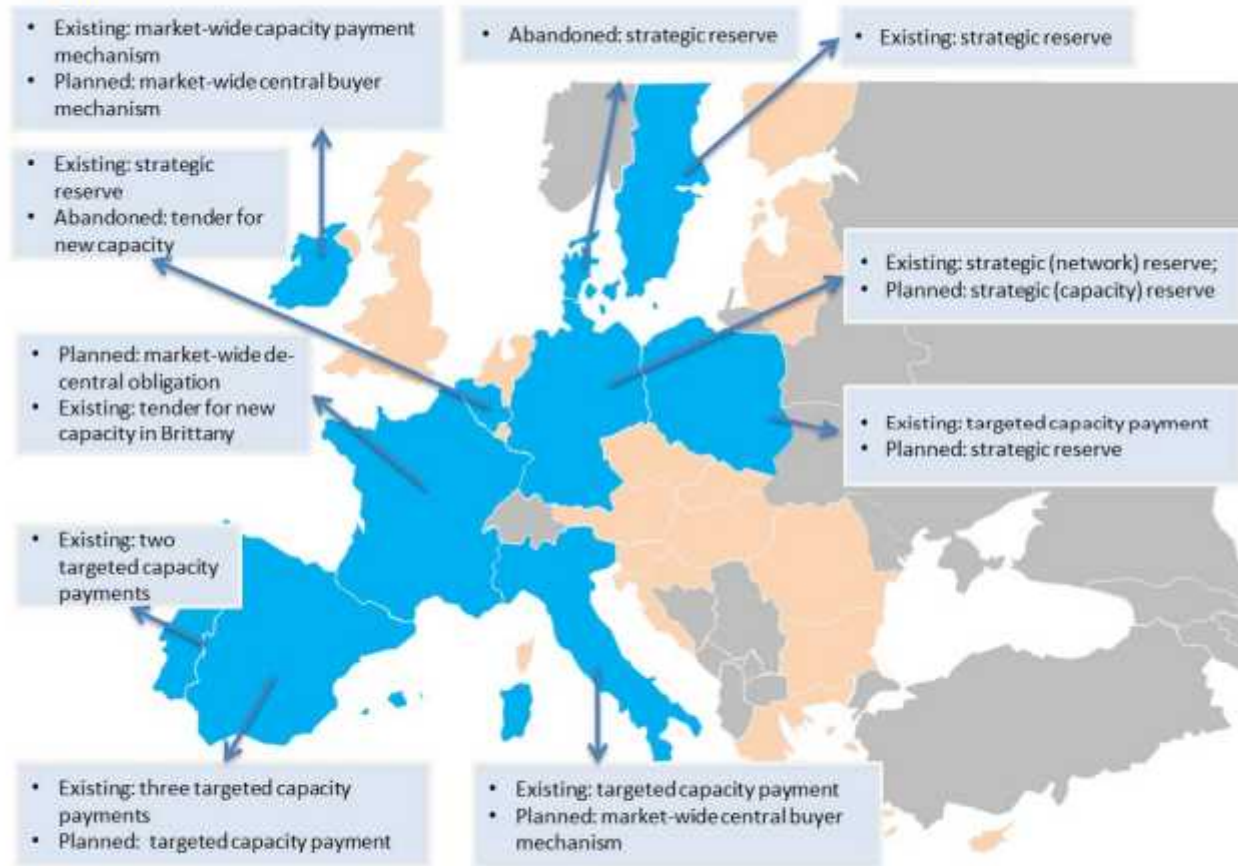 • Existing: market-wide capacity payment
mechanism
• Planned: market-wide central buyer
mechanism
• Abandoned: strategic reserve
• Existing: strategic reserve
• Existing: strategic
reserve
• Abandoned: tender for
new capacity
• Existing: strategic (network) reserve;
• Planned: strategic (capacity) reserve
• Planned: market-wide de-
central obligation
• Existing: tender for new
capacity in Brittany
• Existing: targeted capacity payment
• Planned: strategic reserve
• Existing: two
targeted capacity
payments
• Existing: three targeted capacity
payments
• Planned: targeted capacity payment
• Existing: targeted capacity payment
• Planned: market-wide central buyer
mechanism